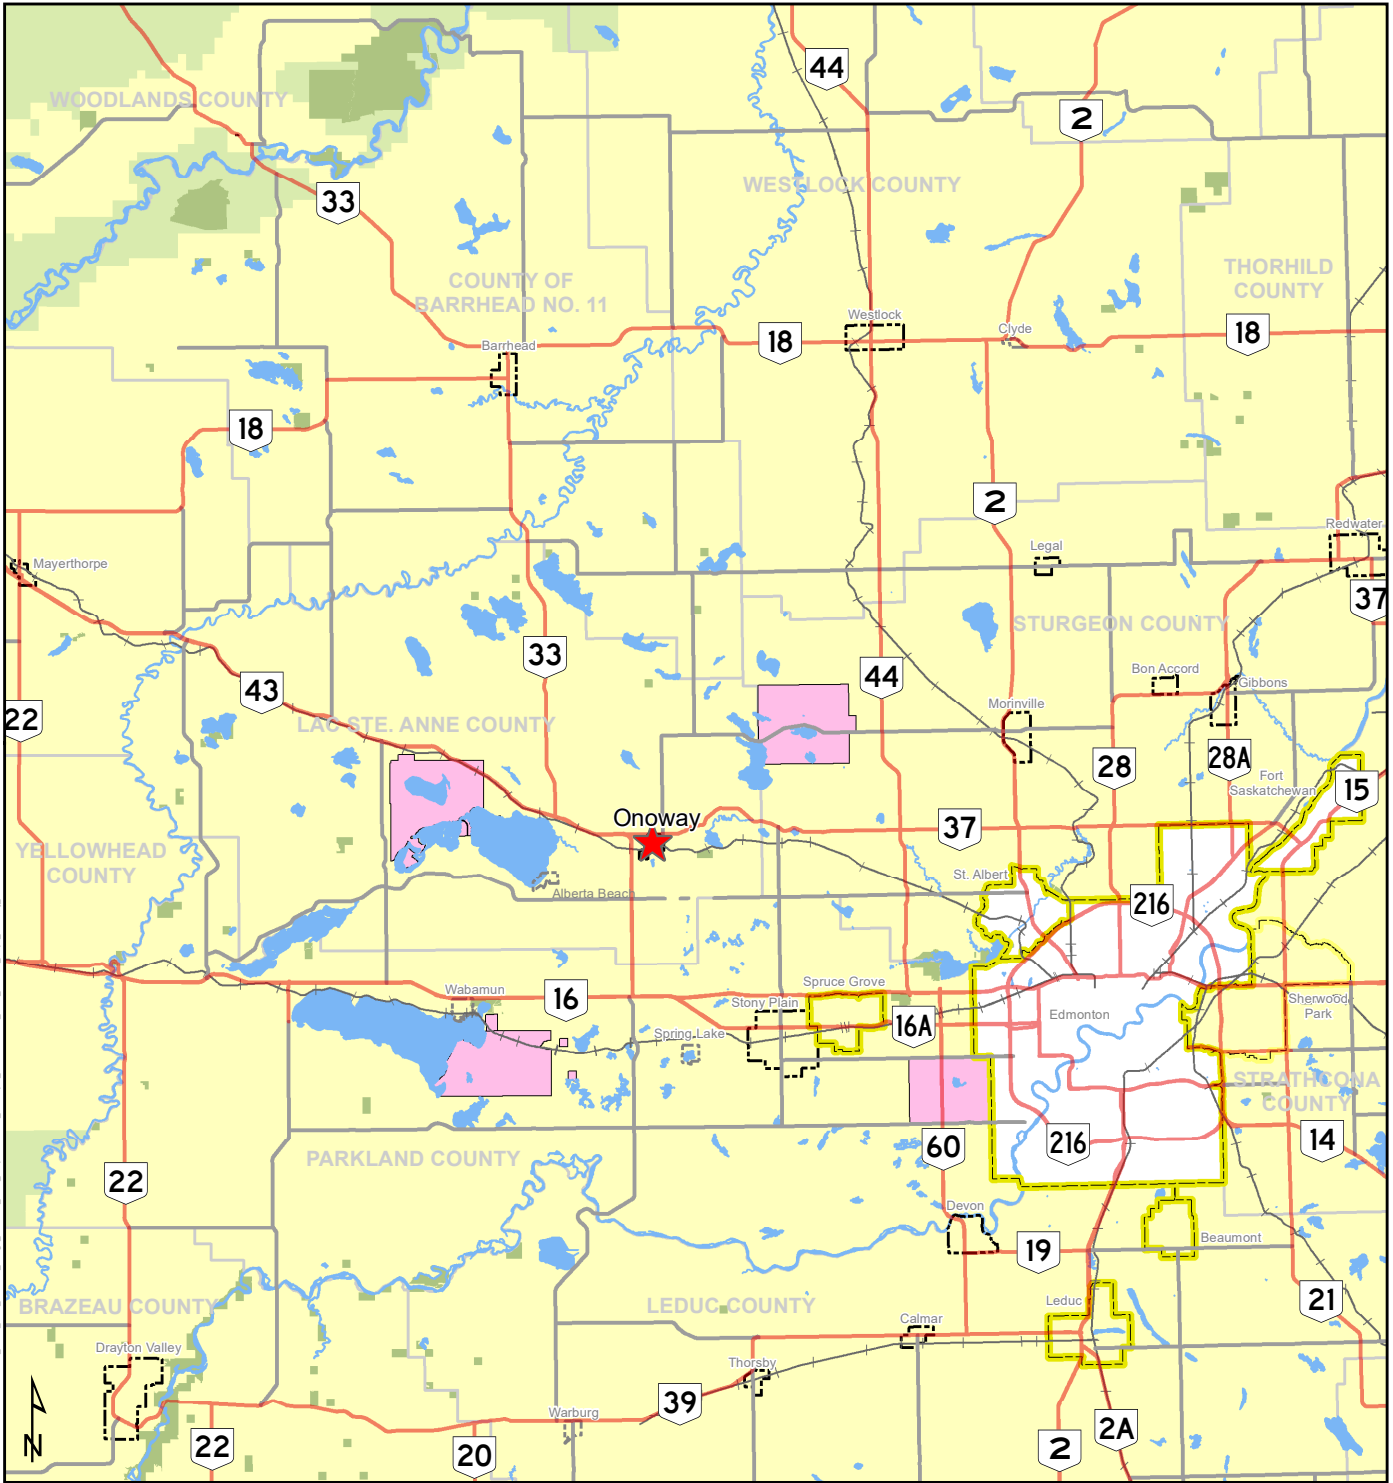 44
2
WOODLANDS COUNTY
WESTLOCK COUNTY
33
COUNTY OF
BARRHEAD NO. 11
THORHILD
COUNTY
Westlock
Clyde
18
18
Barrhead
18
2
Redwater
Legal
Mayerthorpe
37
STURGEON COUNTY
33
44
Bon Accord
Gibbons
43
22
LAC STE. ANNE COUNTY
Morinville
28
28A
Fort
Saskatchewan
15
Onoway
37
YELLOWHEAD
COUNTY
St. Albert
Alberta Beach
216
Wabamun
16
Spruce Grove
Stony Plain
16A
Edmonton
Sherwood
Park
Spring Lake
STRATHCONA
COUNTY
216
14
60
PARKLAND COUNTY
22
Devon
19
Beaumont
BRAZEAU COUNTY
LEDUC COUNTY
Leduc
21
Calmar
Drayton Valley
Thorsby
39
Warburg
2A
22
20
2
N